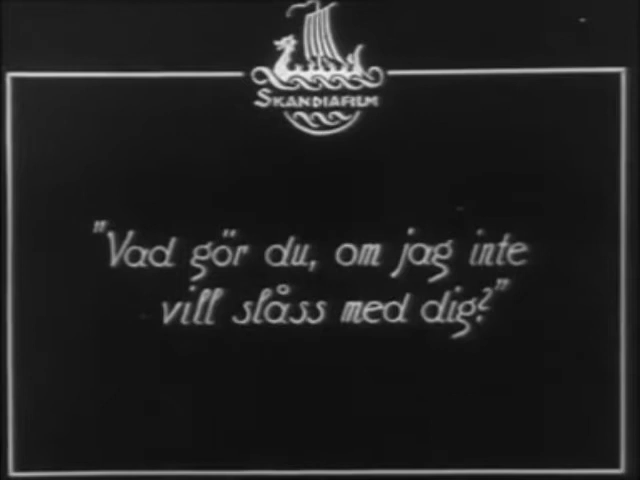 SKANDIAFILM
"Vad gör du, om jag inte
vill slåss med dig?"